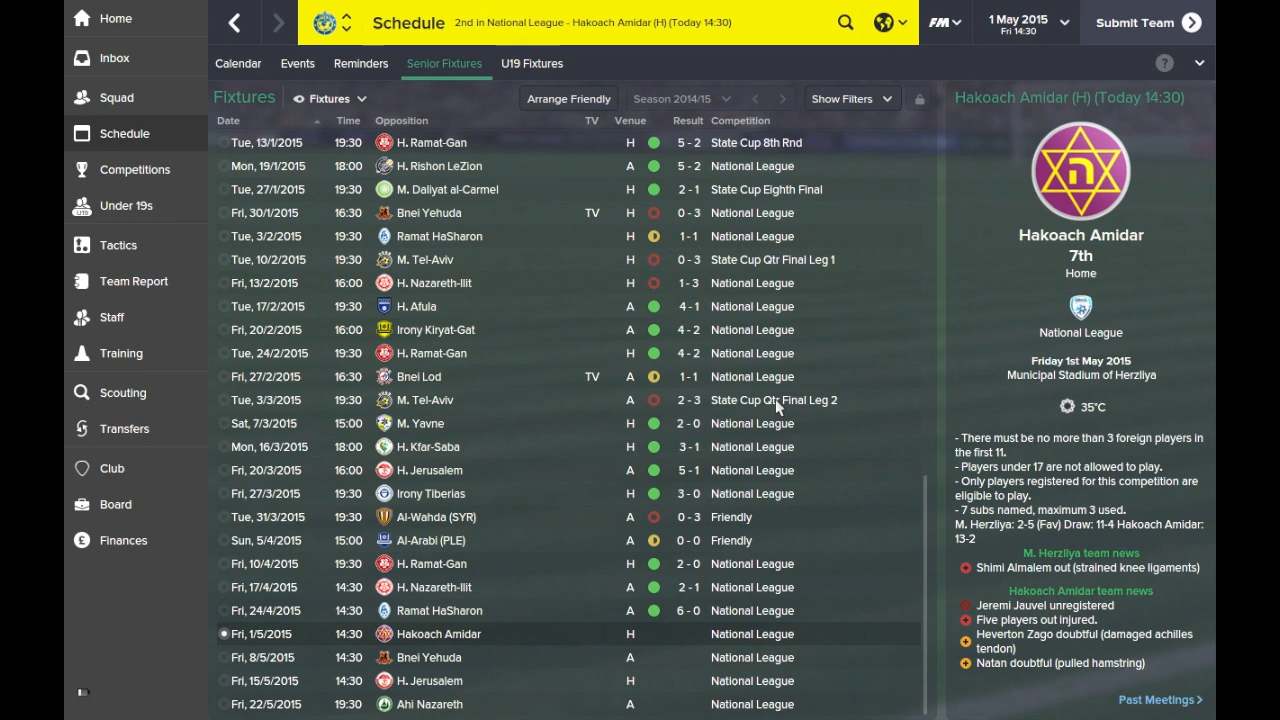 Home
Inbox
Squad
Schedule
Competitions
U19 Under 19s
Tactics
Team Report
Staff
Training
Scouting
Transfers
Club
Board
£ Finances
Schedule 2nd in National League - Hakoach Amidar (H) (Today 14:30)
FM
1 May 2015
Fri 14:30
Submit Team
Calendar Events Reminders Senior Fixtures U19 Fixtures ?
Fixtures Fixtures Arrange Friendly Season 2014/15 Show Filters
Date Time Opposition TV Venue Result Competition
Tue, 13/1/2015 19:30 H. Ramat-Gan H 5 - 2 State Cup 8th Rnd
Mon, 19/1/2015 18:00 H. Rishon LeZion A 5 - 2 National League
Tue, 27/1/2015 19:30 M. Daliyat al-Carmel H 2 - 1 State Cup Eighth Final
Fri, 30/1/2015 16:30 Bnei Yehuda TV H 0 - 3 National League
Tue, 3/2/2015 19:30 Ramat HaSharon H 1 - 1 National League
Tue, 10/2/2015 19:30 M. Tel-Aviv H 0 - 3 State Cup Qtr Final Leg 1
Fri, 13/2/2015 16:00 H. Nazareth-Ilit H 1 - 3 National League
Tue, 17/2/2015 19:30 H. Afula A 4 - 1 National League
Fri, 20/2/2015 16:00 Irony Kiryat-Gat A 4 - 2 National League
Tue, 24/2/2015 19:30 H. Ramat-Gan H 4 - 2 National League
Fri, 27/2/2015 16:30 Bnei Lod TV A 1 - 1 National League
Tue, 3/3/2015 19:30 M. Tel-Aviv A 2 - 3 State Cup Qtr Final Leg 2
Sat, 7/3/2015 15:00 M. Yavne H 2 - 0 National League
Mon, 16/3/2015 18:00 H. Kfar-Saba H 3 - 1 National League
Fri, 20/3/2015 16:00 H. Jerusalem A 5 - 1 National League
Fri, 27/3/2015 19:30 Irony Tiberias H 3 - 0 National League
Tue, 31/3/2015 19:30 Al-Wahda (SYR) A 0 - 3 Friendly
Sun, 5/4/2015 15:00 Al-Arabi (PLE) A 0 - 0 Friendly
Fri, 10/4/2015 19:30 H. Ramat-Gan H 2 - 0 National League
Fri, 17/4/2015 14:30 H. Nazareth-Ilit A 2 - 1 National League
Fri, 24/4/2015 14:30 Ramat HaSharon A 6 - 0 National League
Fri, 1/5/2015 14:30 Hakoach Amidar H National League
Fri, 8/5/2015 14:30 Bnei Yehuda A National League
Fri, 15/5/2015 14:30 H. Jerusalem H National League
Fri, 22/5/2015 19:30 Ahi Nazareth A National League
Hakoach Amidar (H) (Today 14:30)
ה
Hakoach Amidar
7th
Home
National League
Friday 1st May 2015
Municipal Stadium of Herzliya
35°C
- There must be no more than 3 foreign players in
the first 11.
- Players under 17 are not allowed to play.
- Only players registered for this competition are
eligible to play.
- 7 subs named, maximum 3 used.
M. Herzliya: 2-5 (Fav) Draw: 11-4 Hakoach Amidar:
13-2
M. Herzliya team news
Shimi Almalem out (strained knee ligaments)
Hakoach Amidar team news
Jeremi Jauvel unregistered
Five players out injured.
Heverton Zago doubtful (damaged achilles
tendon)
Natan doubtful (pulled hamstring)
Past Meetings >